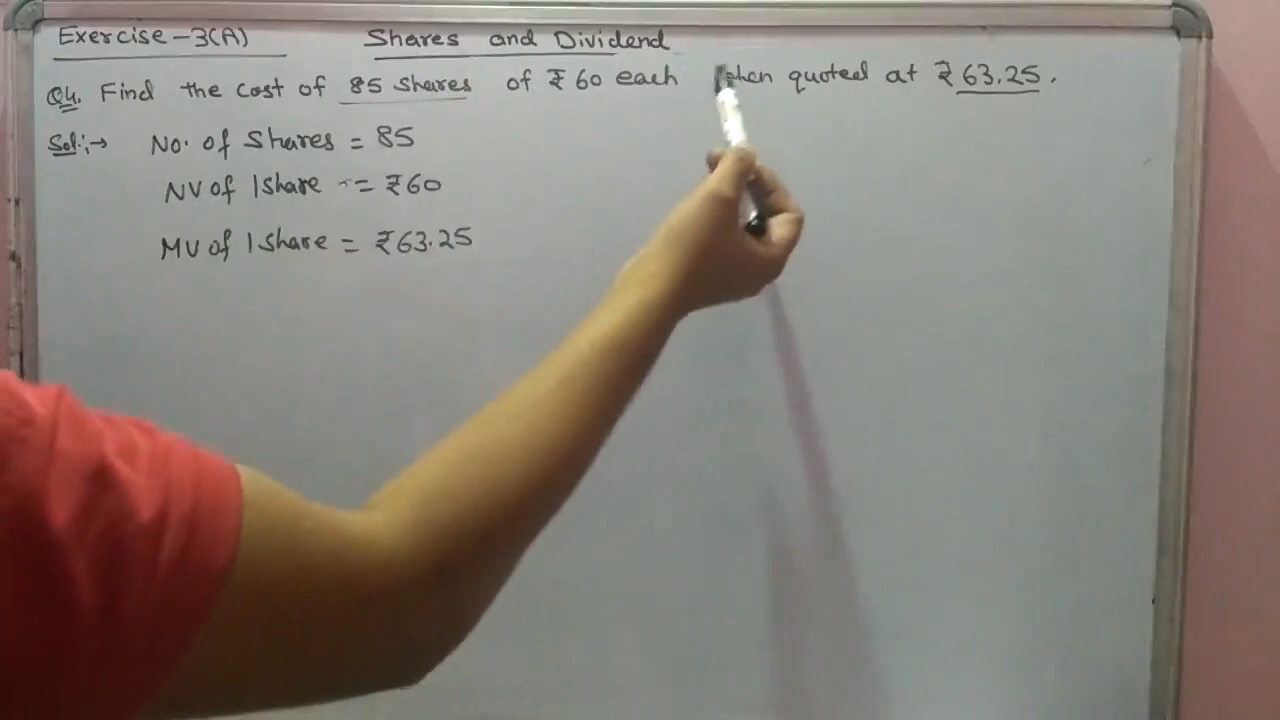 Exercise-3(A) Shares and Dividend
Q4. Find the cost of 85 shares of ₹60 each when quoted at ₹63.25.
Sol:→ No. of Shares = 85
NV of 1 share = ₹60
MV of 1 share = ₹63.25